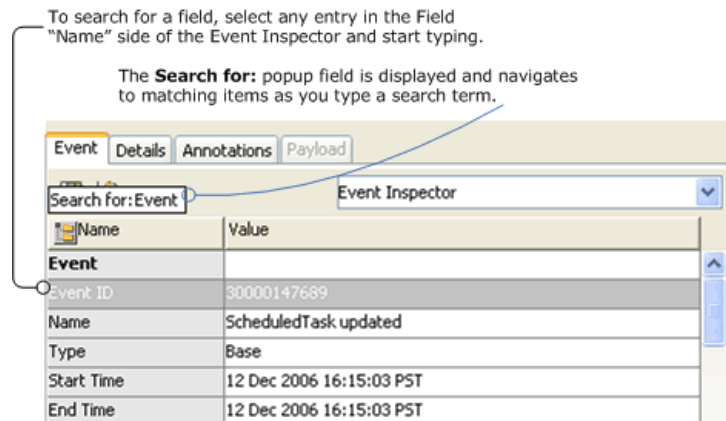 To search for a field, select any entry in the Field
“Name” side of the Event Inspector and start typing.
The Search for: popup field is displayed and navigates
to matching items as you type a search term.
Event Details Annotations Payload
Search for:Event Event Inspector
Name Value
Event
Event ID 30000147689
Name ScheduledTask updated
Type Base
Start Time 12 Dec 2006 16:15:03 PST
End Time 12 Dec 2006 16:15:03 PST